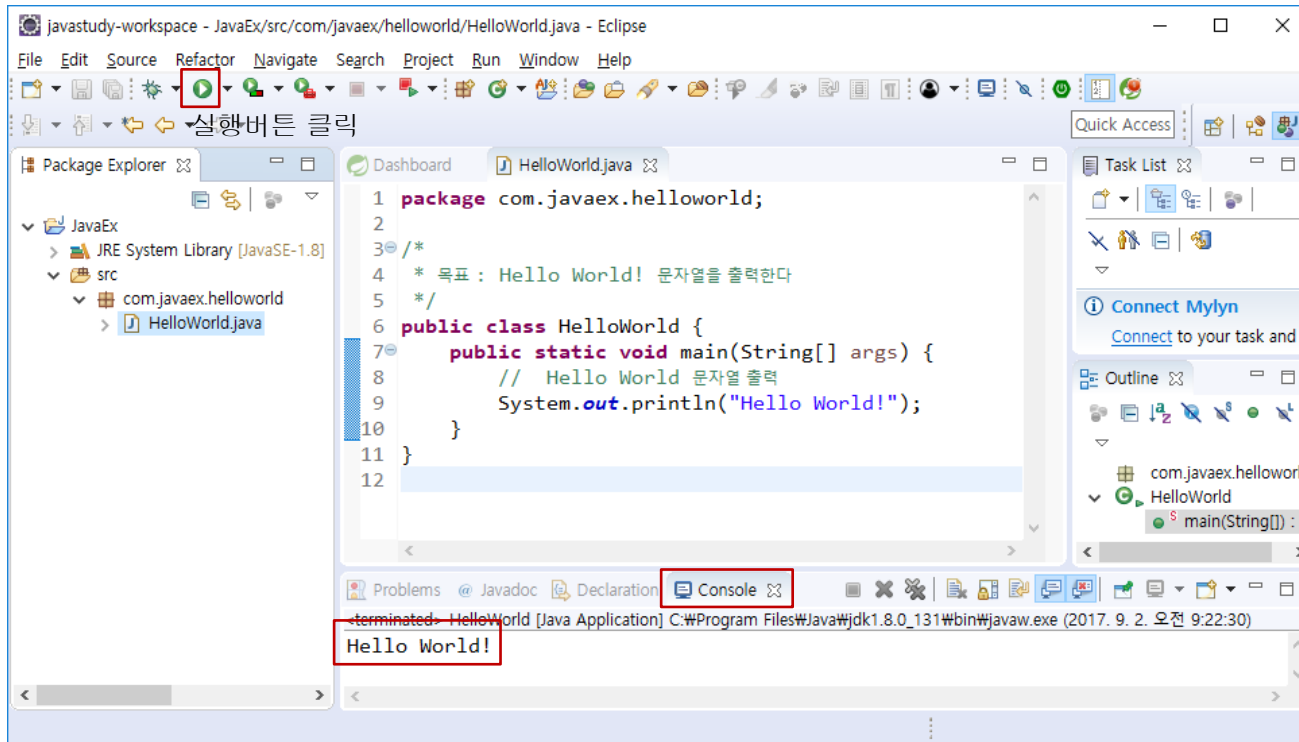 javastudy-workspace - JavaEx/src/com/javaex/helloworld/HelloWorld.java - Eclipse
File Edit Source Refactor Navigate Search Project Run Window Help
실행버튼 클릭
Quick Access
Package Explorer
JavaEx
JRE System Library [JavaSE-1.8]
src
com.javaex.helloworld
HelloWorld.java
Dashboard HelloWorld.java
1 package com.javaex.helloworld;
2
3 /*
4 * 목표 : Hello World! 문자열을 출력한다
5 */
6 public class HelloWorld {
7 public static void main(String[] args) {
8 // Hello World 문자열 출력
9 System.out.println("Hello World!");
10 }
11 }
12
Task List
Connect Mylyn
Connect to your task and
Outline
com.javaex.hellowor
HelloWorld
main(String[]) :
Problems @ Javadoc Declaration Console
<terminated> HelloWorld [Java Application] C:₩Program Files₩Java₩jdk1.8.0_131₩bin₩javaw.exe (2017. 9. 2. 오전 9:22:30)
Hello World!